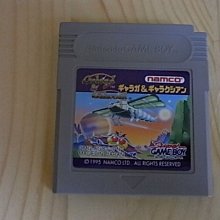 Nintendo GAME BOY
namco
ギャラガ&ギャラクシアン
GAME BOY
© 1995 NAMCO ALL RIGHTS RESERVED